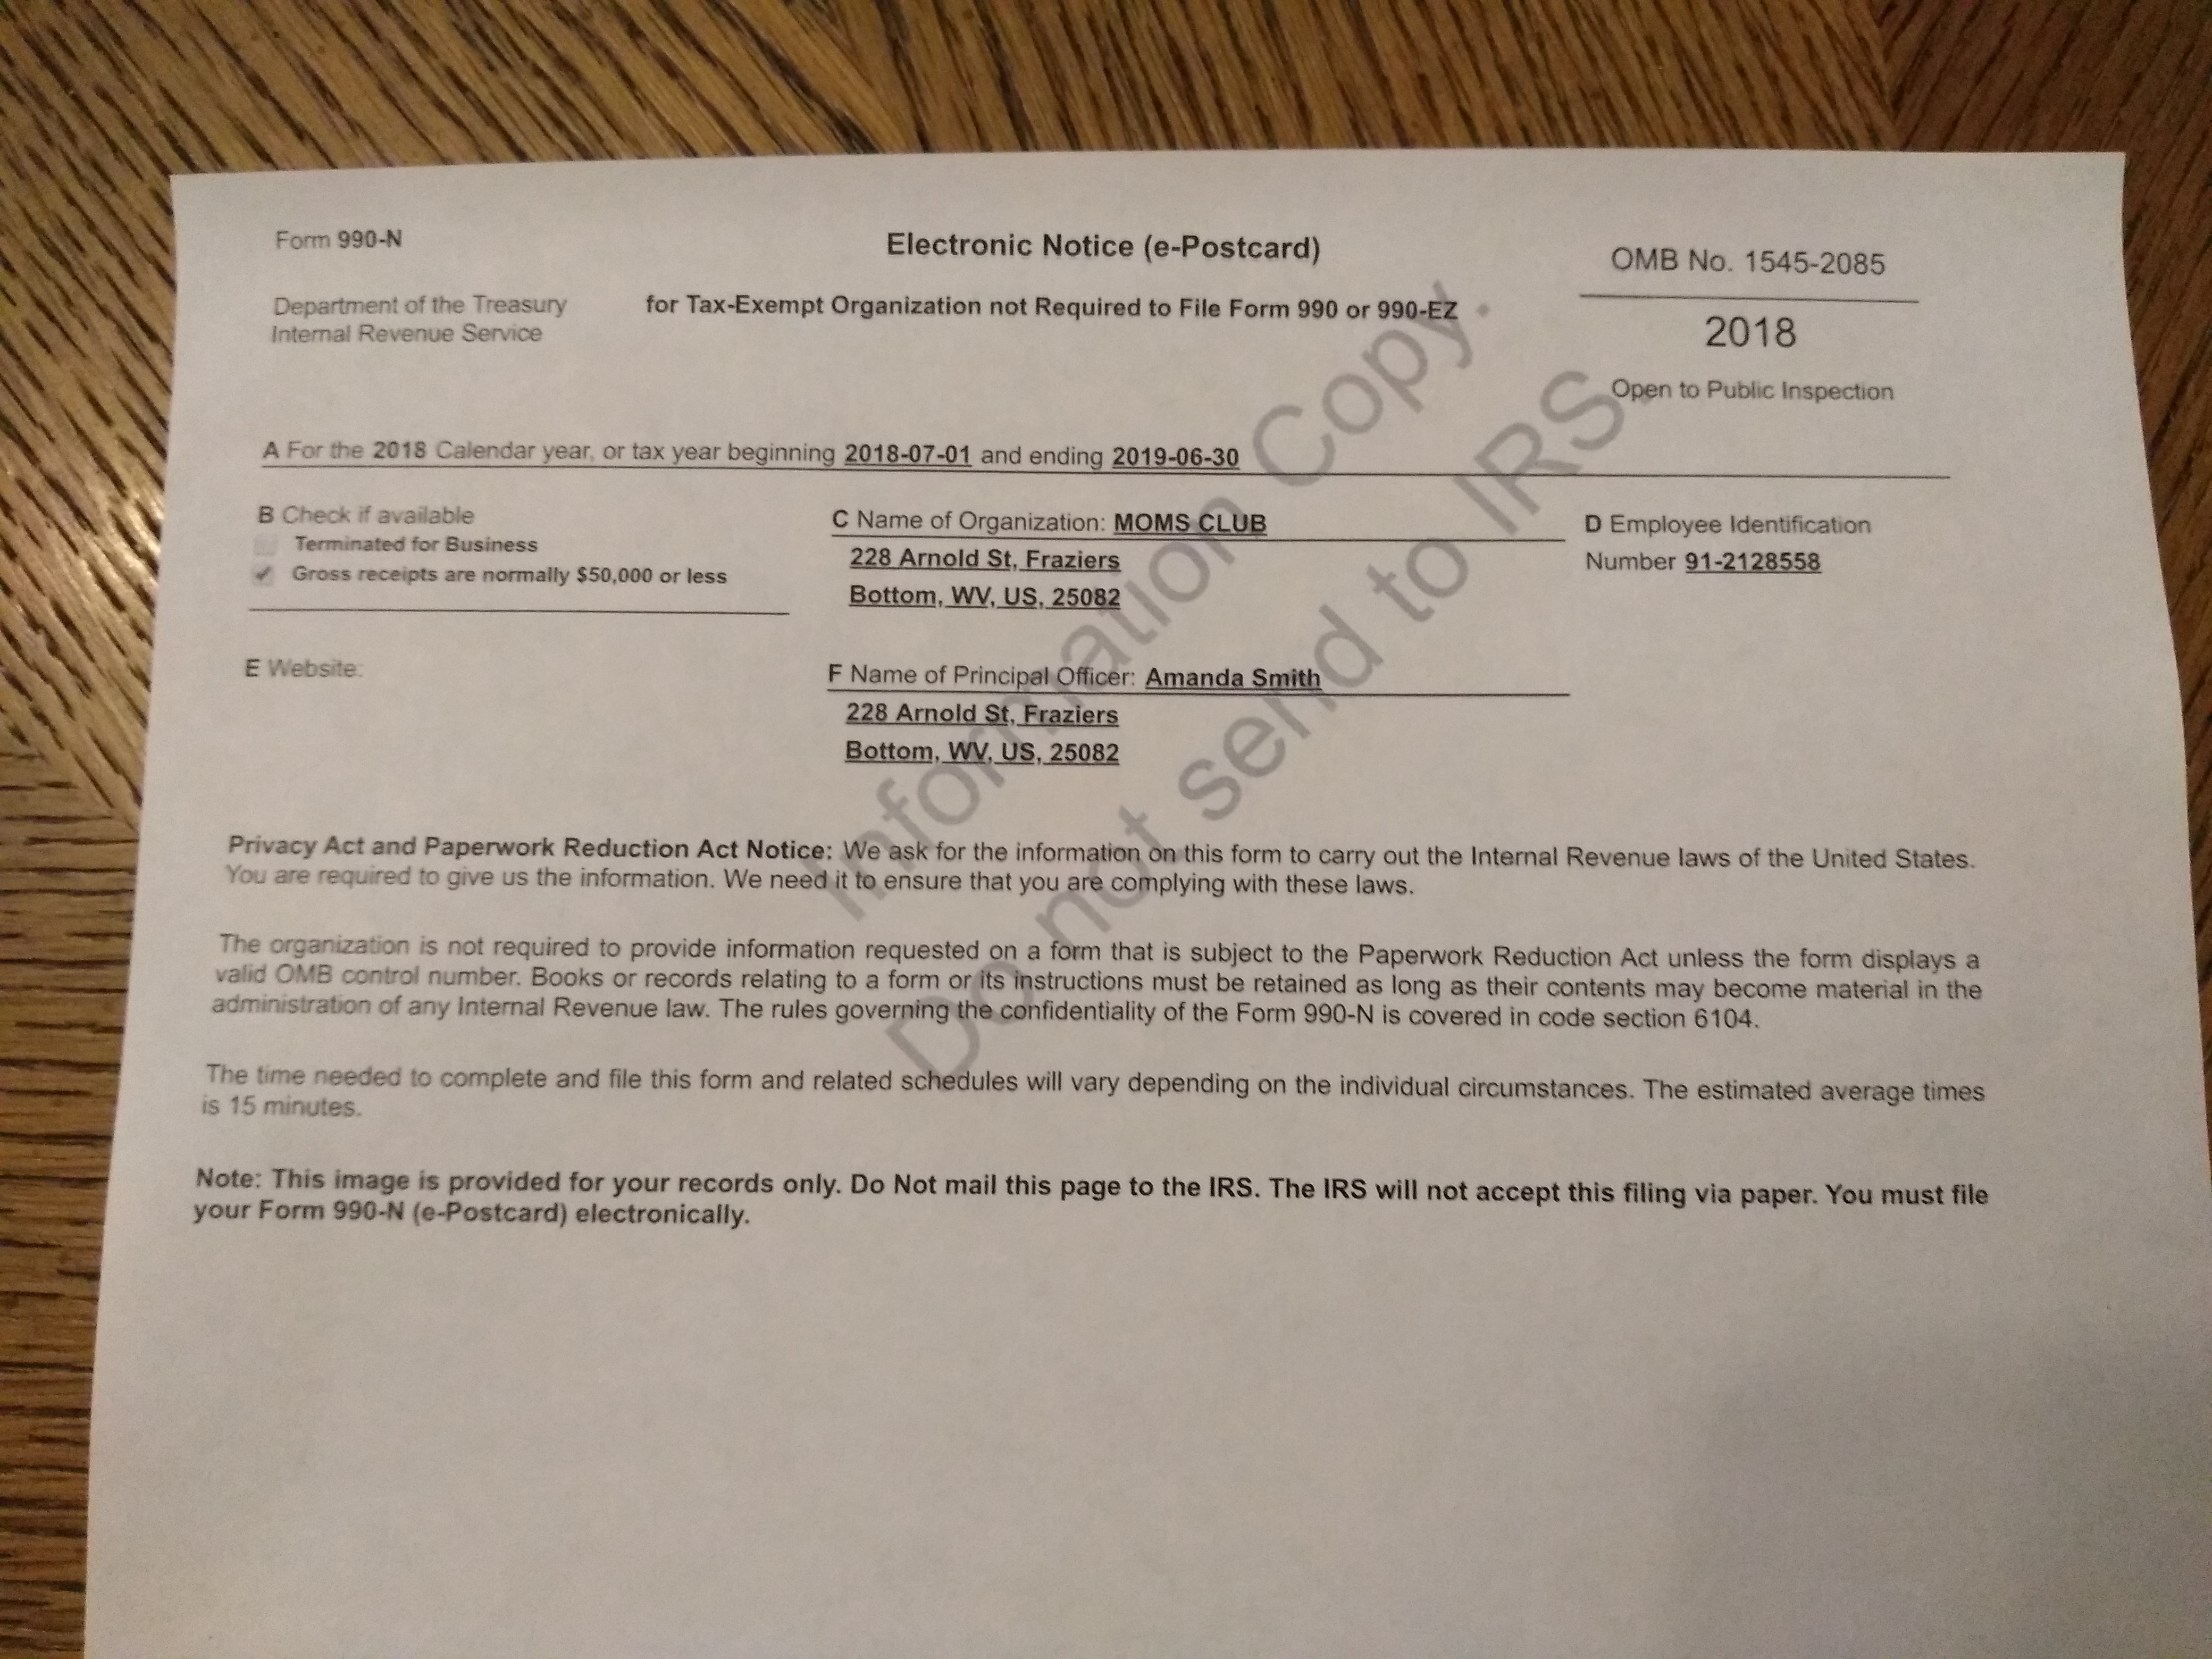 Form 990-N
Electronic Notice (e-Postcard)
OMB No. 1545-2085
Department of the Treasury
Internal Revenue Service
for Tax-Exempt Organization not Required to File Form 990 or 990-EZ
2018
Open to Public Inspection
A For the 2018 Calendar year, or tax year beginning 2018-07-01 and ending 2019-06-30
B Check if available
Terminated for Business
✓ Gross receipts are normally $50,000 or less
C Name of Organization: MOMS CLUB
228 Arnold St, Fraziers
Bottom, WV, US, 25082
D Employee Identification
Number 91-2128558
E Website:
F Name of Principal Officer: Amanda Smith
228 Arnold St, Fraziers
Bottom, WV, US, 25082
Privacy Act and Paperwork Reduction Act Notice: We ask for the information on this form to carry out the Internal Revenue laws of the United States.
You are required to give us the information. We need it to ensure that you are complying with these laws.
The organization is not required to provide information requested on a form that is subject to the Paperwork Reduction Act unless the form displays a
valid OMB control number. Books or records relating to a form or its instructions must be retained as long as their contents may become material in the
administration of any Internal Revenue law. The rules governing the confidentiality of the Form 990-N is covered in code section 6104.
The time needed to complete and file this form and related schedules will vary depending on the individual circumstances. The estimated average times
is 15 minutes.
Note: This image is provided for your records only. Do Not mail this page to the IRS. The IRS will not accept this filing via paper. You must file
your Form 990-N (e-Postcard) electronically.
Information Copy.
Do not send to IRS.